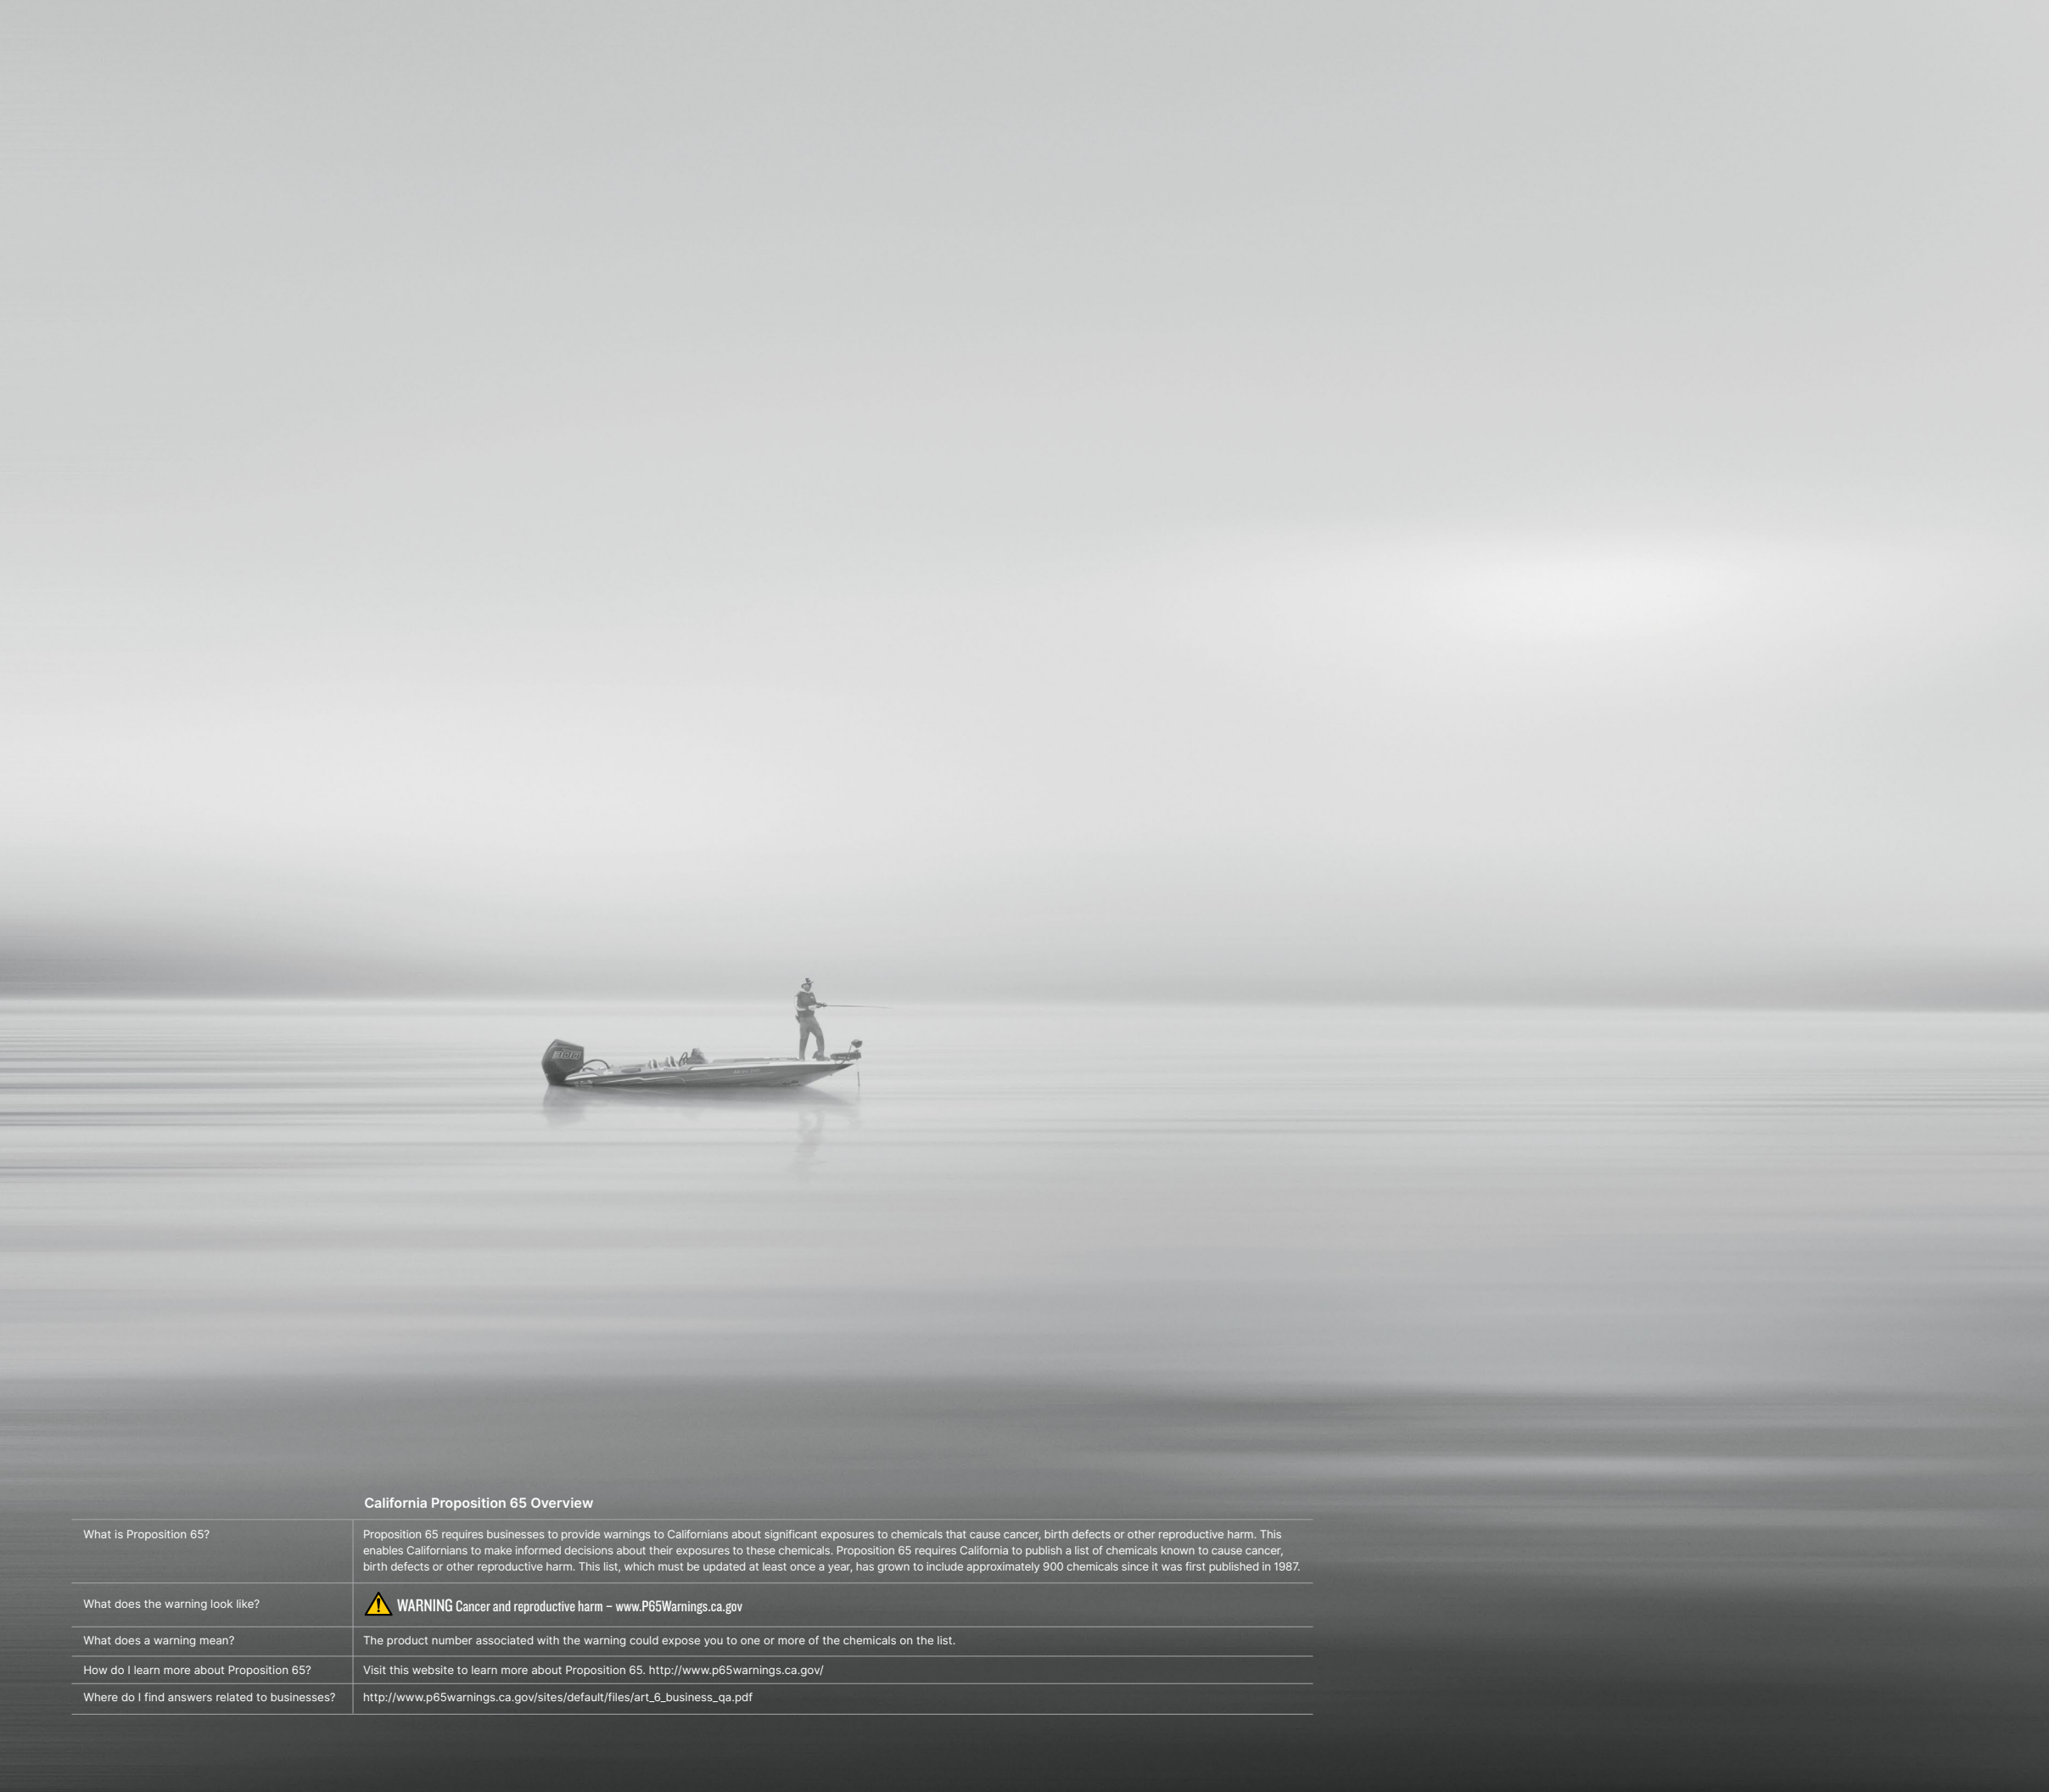 California Proposition 65 Overview
What is Proposition 65?
Proposition 65 requires businesses to provide warnings to Californians about significant exposures to chemicals that cause cancer, birth defects or other reproductive harm. This
enables Californians to make informed decisions about their exposures to these chemicals. Proposition 65 requires California to publish a list of chemicals known to cause cancer,
birth defects or other reproductive harm. This list, which must be updated at least once a year, has grown to include approximately 900 chemicals since it was first published in 1987.
What does the warning look like?
WARNING Cancer and reproductive harm – www.P65Warnings.ca.gov
What does a warning mean?
The product number associated with the warning could expose you to one or more of the chemicals on the list.
How do I learn more about Proposition 65?
Visit this website to learn more about Proposition 65. http://www.p65warnings.ca.gov/
Where do I find answers related to businesses?
http://www.p65warnings.ca.gov/sites/default/files/art_6_business_qa.pdf